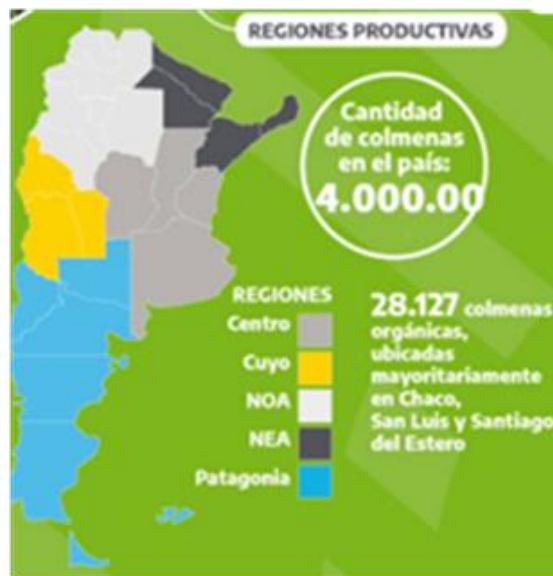 REGIONES PRODUCTIVAS
Cantidad
de colmenas
en el país:
4.000.00
REGIONES
Centro
Cuyo
NOA
NEA
Patagonia
28.127 colmenas
orgánicas,
ubicadas
mayoritariamente
en Chaco,
San Luis y Santiago
del Estero